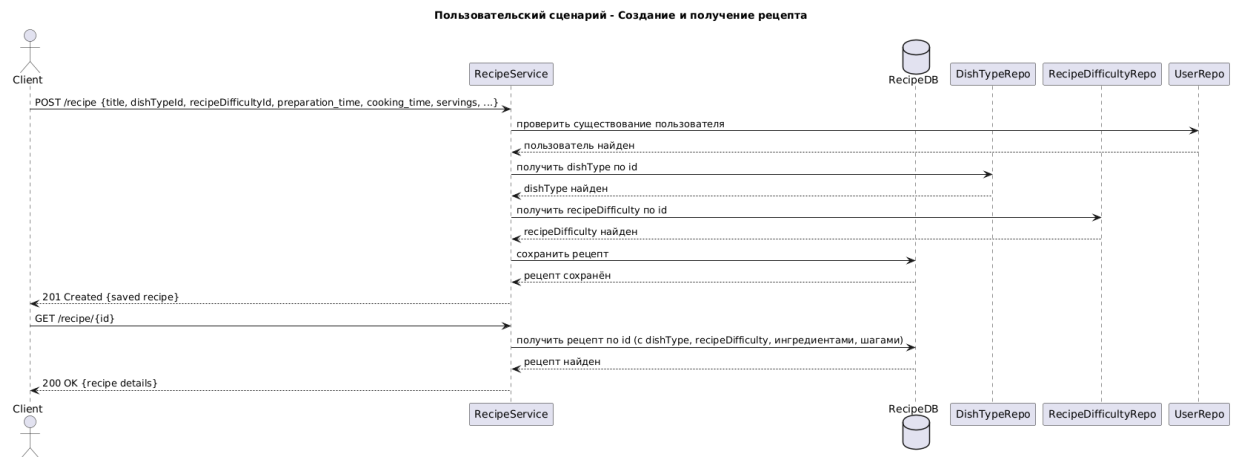 Пользовательский сценарий - Создание и получение рецепта
Client
RecipeService
RecipeDB
DishTypeRepo
RecipeDifficultyRepo
UserRepo
POST /recipe {title, dishTypeId, recipeDifficultyId, preparation_time, cooking_time, servings, ...}
проверить существование пользователя
пользователь найден
получить dishType по id
dishType найден
получить recipeDifficulty по id
recipeDifficulty найден
сохранить рецепт
рецепт сохранён
201 Created {saved recipe}
GET /recipe/{id}
получить рецепт по id (с dishType, recipeDifficulty, ингредиентами, шагами)
рецепт найден
200 OK {recipe details}
Client
RecipeService
RecipeDB
DishTypeRepo
RecipeDifficultyRepo
UserRepo